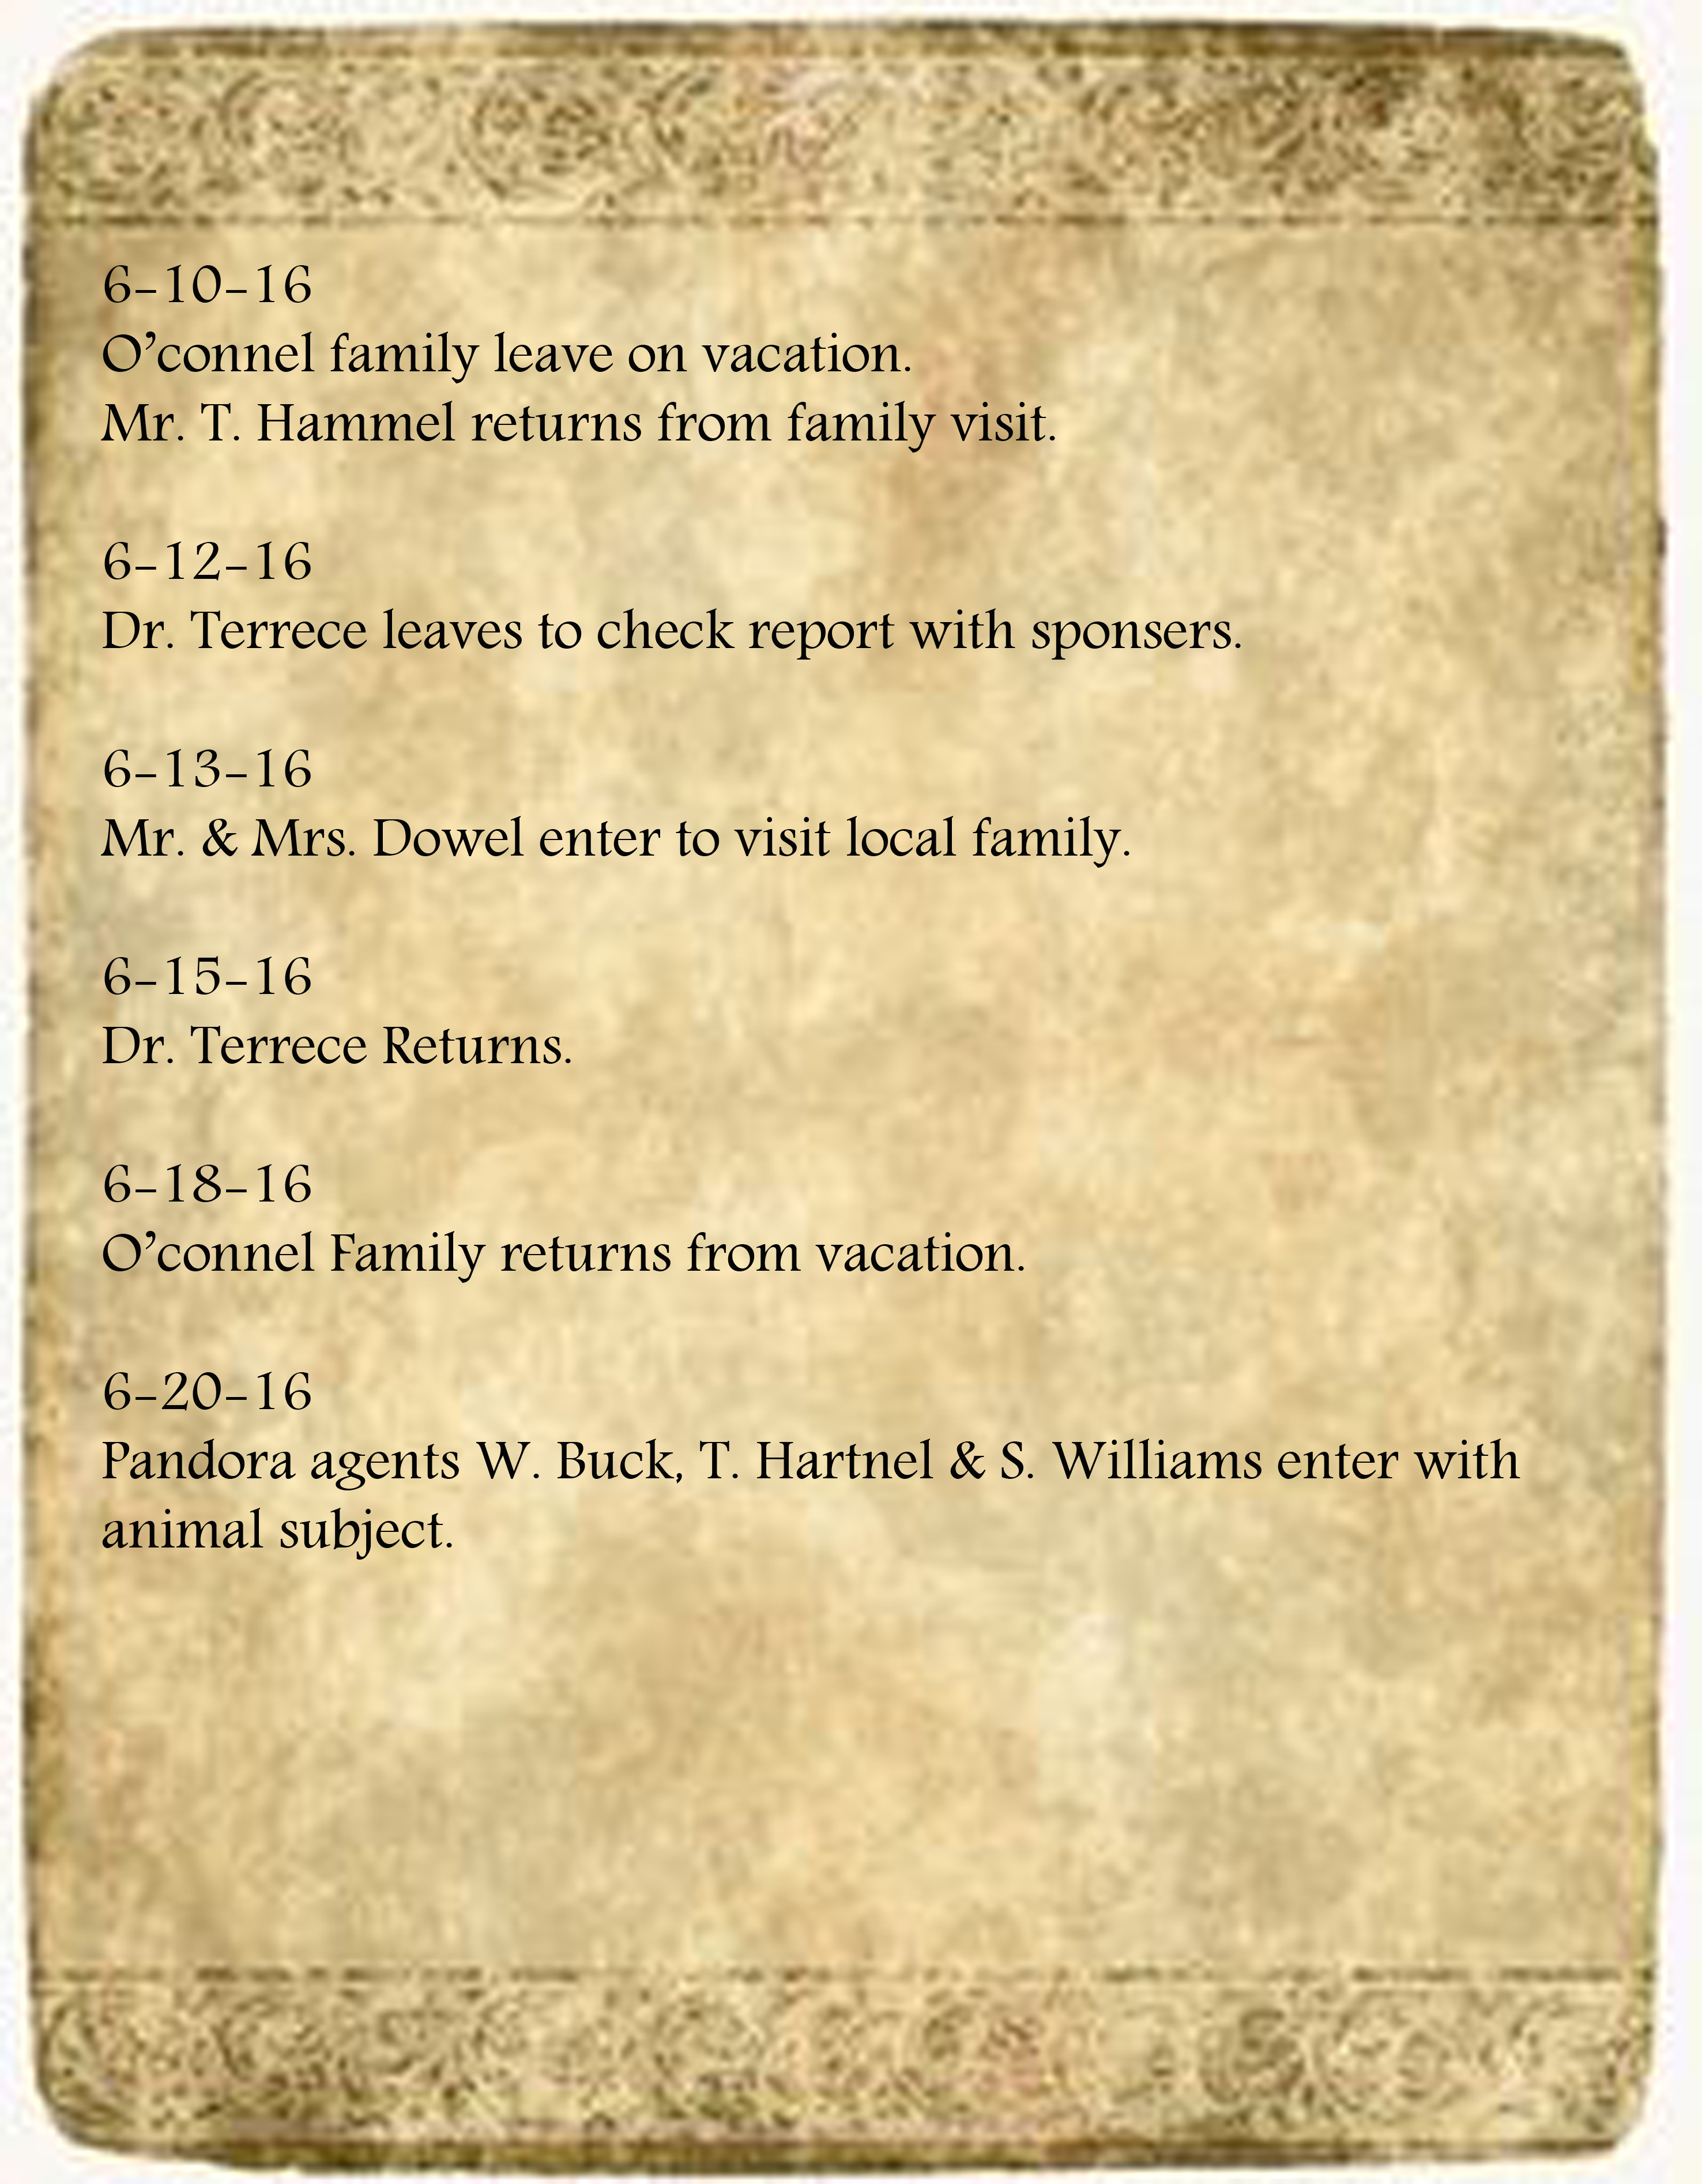 6-10-16
O'connel family leave on vacation.
Mr. T. Hammel returns from family visit.
6-12-16
Dr. Terrece leaves to check report with sponsers.
6-13-16
Mr. & Mrs. Dowel enter to visit local family.
6-15-16
Dr. Terrece Returns.
6-18-16
O'connel Family returns from vacation.
6-20-16
Pandora agents W. Buck, T. Hartnel & S. Williams enter with
animal subject.